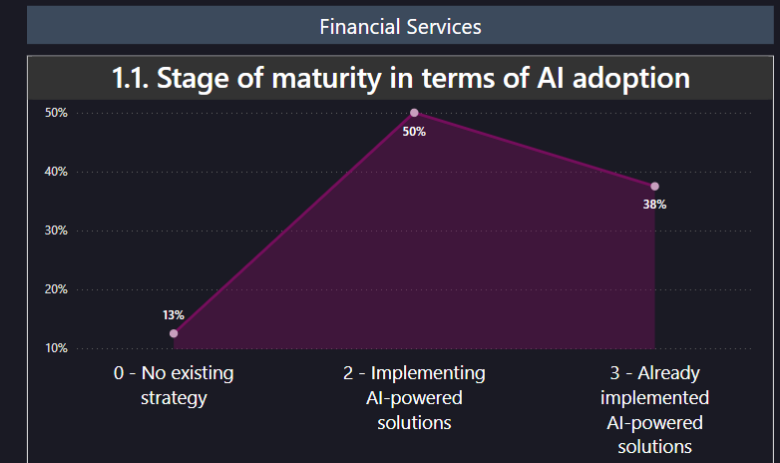 Financial Services
1.1. Stage of maturity in terms of AI adoption
50%
40%
30%
20%
10%
13%
50%
38%
0 - No existing
strategy
2 - Implementing
AI-powered
solutions
3 - Already
implemented
AI-powered
solutions